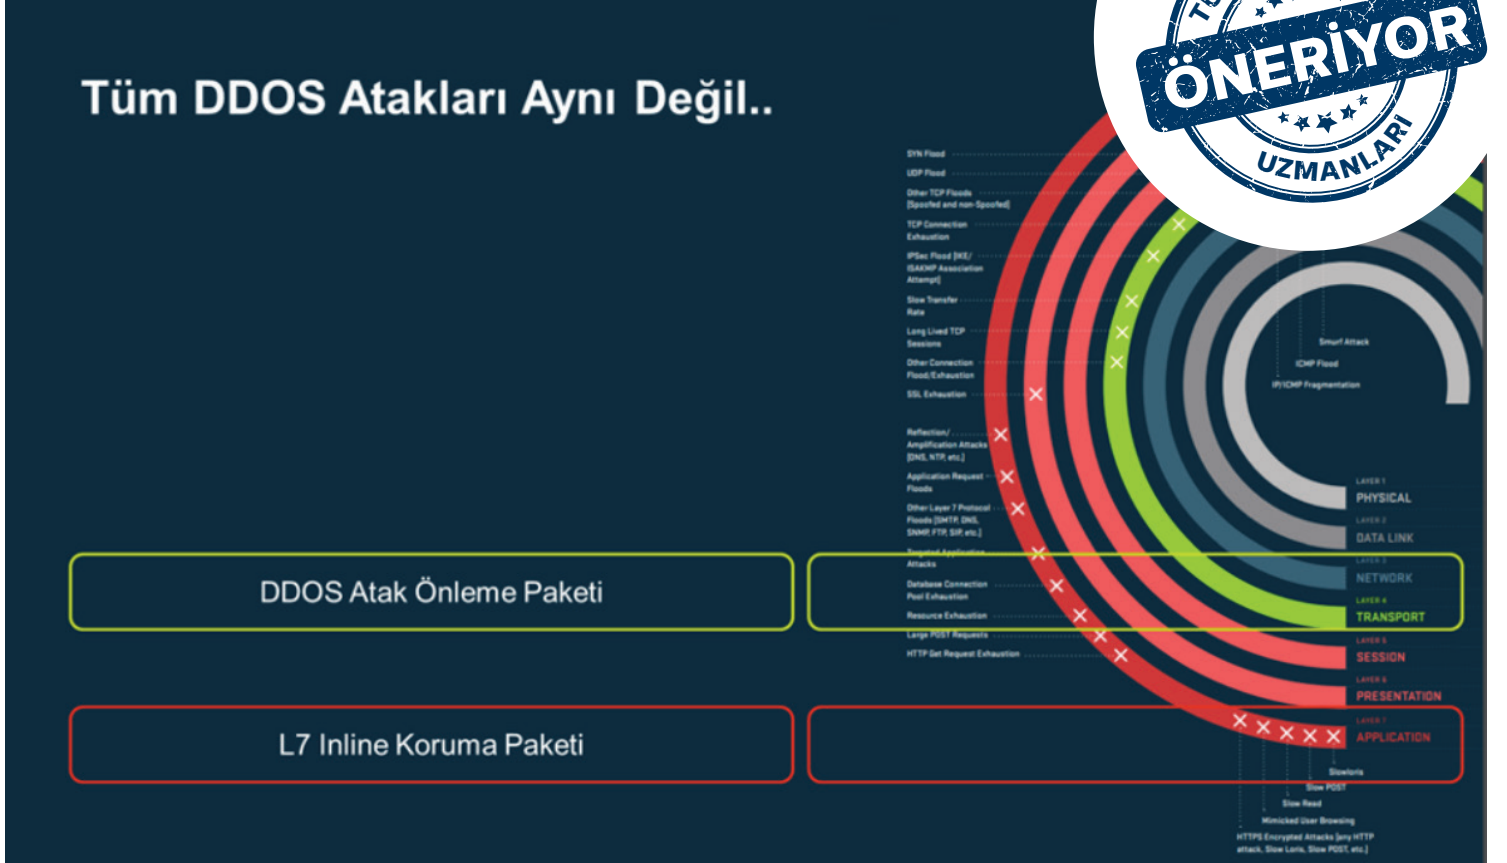 ÖNERİYOR
UZMANLARI
Tüm DDOS Atakları Aynı Değil..
SYN Flood
UDP Flood
Other TCP Floods
[Spoofed and non-Spoofed]
TCP Connection
Exhaustion
IPSec Flood [IKE/
ISAKMP Association
Attempt]
Slow Transfer
Rate
Long Lived TCP
Sessions
Other Connection
Flood/Exhaustion
SSL Exhaustion
Reflection/
Amplification Attacks
[DNS, NTP, etc.]
Application Request
Floods
Other Layer 7 Protocol
Floods [SMTP, DNS,
SNMP, FTP, SIP, etc.]
Targeted Application
Attacks
Database Connection
Pool Exhaustion
Resource Exhaustion
Large POST Requests
HTTP Get Request Exhaustion
Smurf Attack
ICMP Flood
IP/ICMP Fragmentation
LAYER 1
PHYSICAL
LAYER 2
DATA LINK
LAYER 3
NETWORK
LAYER 4
TRANSPORT
LAYER 5
SESSION
LAYER 6
PRESENTATION
LAYER 7
APPLICATION
DDOS Atak Önleme Paketi
L7 Inline Koruma Paketi
Slowloris
Slow POST
Slow Read
Mimicked User Browsing
HTTPS Encrypted Attacks [any HTTP
attack, Slow Loris, Slow POST, etc.]